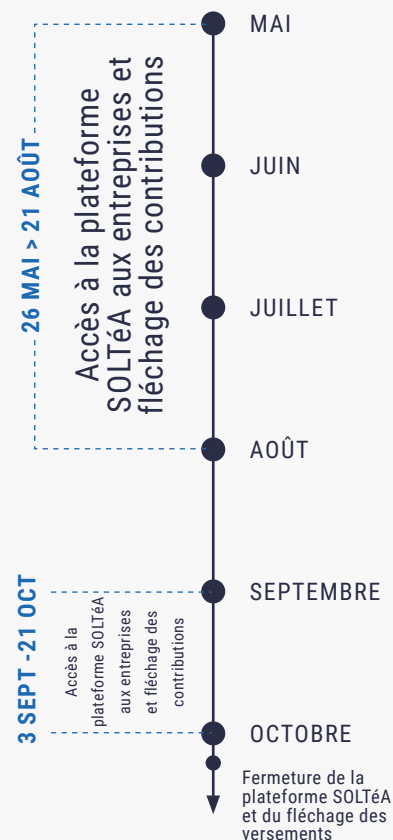 MAI
26 MAI > 21 AOÛT
Accès à la plateforme
SOLTéA aux entreprises et
fléchage des contributions
JUIN
JUILLET
AOÛT
3 SEPT - 21 OCT
Accès à la
plateforme SOLTéA
aux entreprises
et fléchage des
contributions
SEPTEMBRE
OCTOBRE
Fermeture de la
plateforme SOLTéA
et du fléchage des
versements